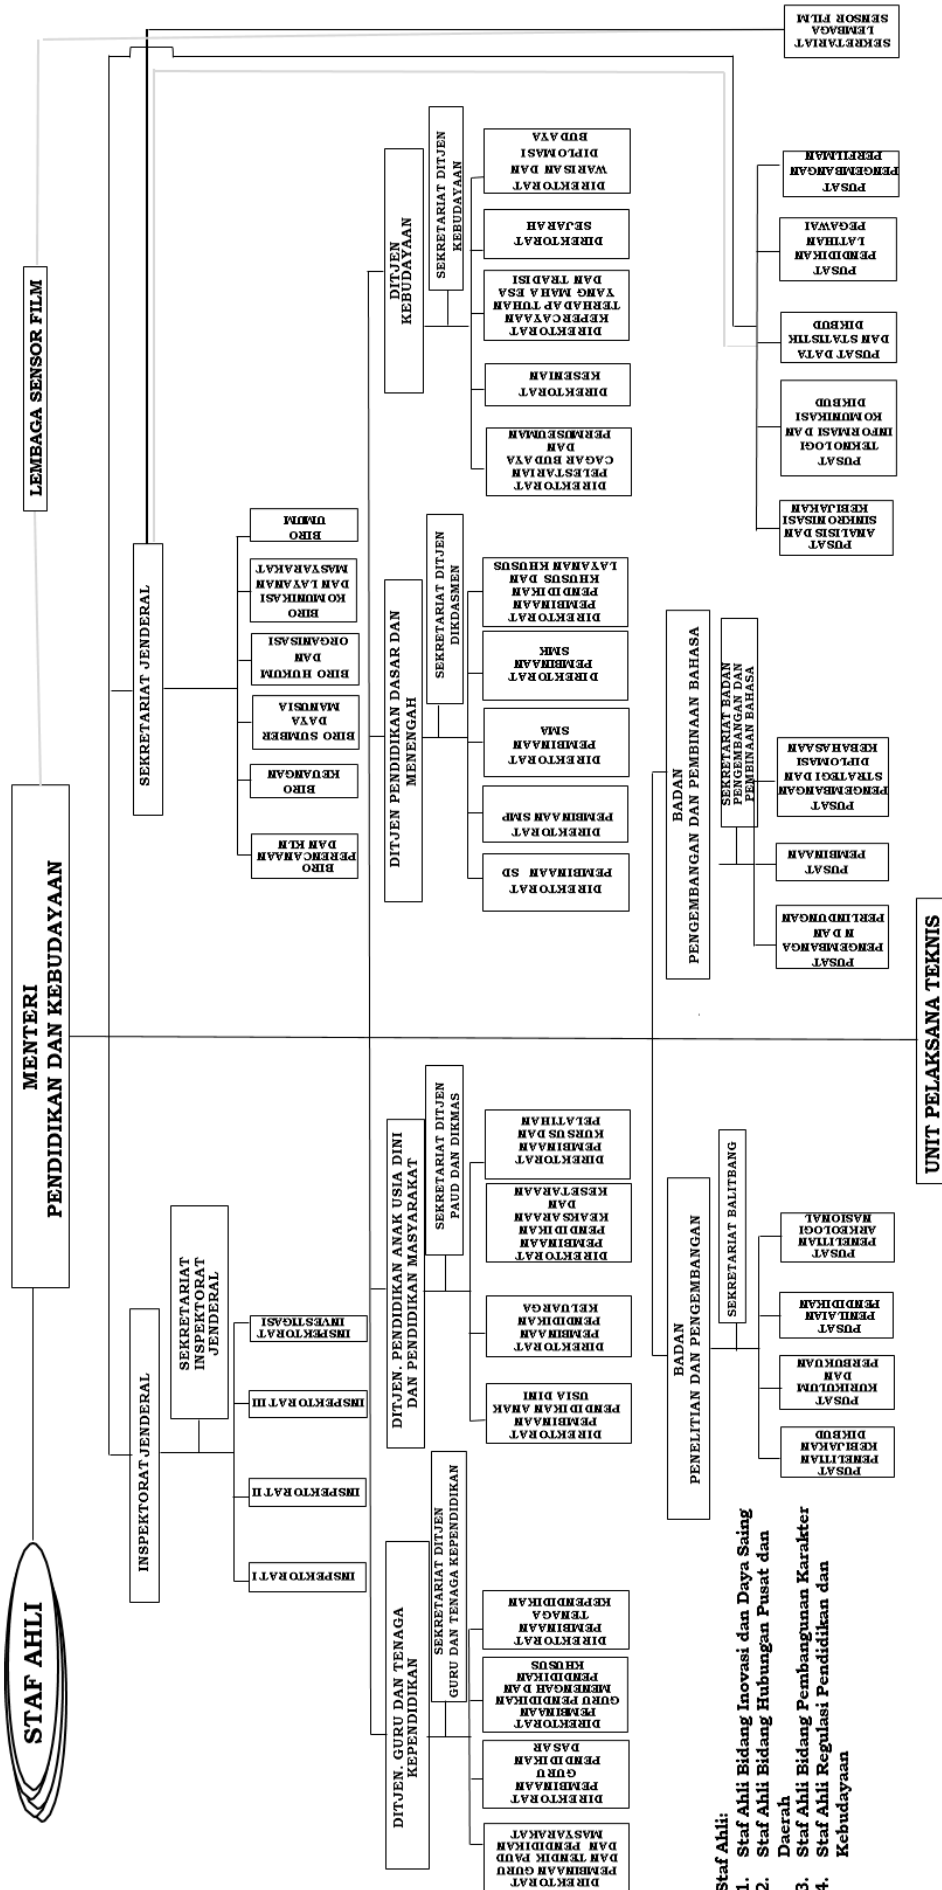 MENTERI
PENDIDIKAN DAN KEBUDAYAAN
STAF AHLI
LEMBAGA SENSOR FILM
SEKRETARIAT
LEMBAGA
SENSOR FILM
INSPEKTORAT JENDERAL
SEKRETARIAT
INSPEKTORAT
JENDERAL
INSPEKTORAT I
INSPEKTORAT II
INSPEKTORAT III
INSPEKTORAT
INVESTIGASI
SEKRETARIAT JENDERAL
BIRO
PERENCANAAN
DAN KLN
BIRO
KEUANGAN
BIRO SUMBER
DAYA
MANUSIA
BIRO HUKUM
DAN
ORGANISASI
BIRO
KOMUNIKASI
DAN LAYANAN
MASYARAKAT
BIRO
UMUM
DITJEN. GURU DAN TENAGA
KEPENDIDIKAN
SEKRETARIAT DITJEN
GURU DAN TENAGA KEPENDIDIKAN
DIREKTORAT
PEMBINAAN GURU
DAN TENDIK PAUD
DAN PENDIDIKAN
MASYARAKAT
DIREKTORAT
PEMBINAAN
GURU
PENDIDIKAN
DASAR
DIREKTORAT
PEMBINAAN
GURU PENDIDIKAN
MENENGAH DAN
PENDIDIKAN
KHUSUS
DIREKTORAT
PEMBINAAN
TENAGA
KEPENDIDIKAN
DITJEN. PENDIDIKAN ANAK USIA DINI
DAN PENDIDIKAN MASYARAKAT
SEKRETARIAT DITJEN
PAUD DAN DIKMAS
DIREKTORAT
PEMBINAAN
PENDIDIKAN ANAK
USIA DINI
DIREKTORAT
PEMBINAAN
PENDIDIKAN
KELUARGA
DIREKTORAT
PEMBINAAN
PENDIDIKAN
KEAKSARAAN
DAN
KESETARAAN
DIREKTORAT
PEMBINAAN
KURSUS DAN
PELATIHAN
DITJEN PENDIDIKAN DASAR DAN
MENENGAH
SEKRETARIAT DITJEN
DIKDASMEN
DIREKTORAT
PEMBINAAN SD
DIREKTORAT
PEMBINAAN SMP
DIREKTORAT
PEMBINAAN
SMA
DIREKTORAT
PEMBINAAN
SMK
DIREKTORAT
PEMBINAAN
PENDIDIKAN
KHUSUS DAN
LAYANAN KHUSUS
DITJEN
KEBUDAYAAN
SEKRETARIAT DITJEN
KEBUDAYAAN
DIREKTORAT
PELESTARIAN
CAGAR BUDAYA
DAN
PERMUSEUMAN
DIREKTORAT
KESENIAN
DIREKTORAT
KEPERCAYAAN
TERHADAP TUHAN
YANG MAHA ESA
DAN TRADISI
DIREKTORAT
SEJARAH
DIREKTORAT
WARISAN DAN
DIPLOMASI
BUDAYA
BADAN
PENELITIAN DAN PENGEMBANGAN
SEKRETARIAT BALITBANG
PUSAT
PENELITIAN
KEBIJAKAN
DIKBUD
PUSAT
KURIKULUM
DAN
PERBUKUAN
PUSAT
PENILAIAN
PENDIDIKAN
PUSAT
PENELITIAN
ARKEOLOGI
NASIONAL
BADAN
PENGEMBANGAN DAN PEMBINAAN BAHASA
SEKRETARIAT BADAN
PENGEMBANGAN DAN
PEMBINAAN BAHASA
PUSAT
PENGEMBANGA
N DAN
PERLINDUNGAN
PUSAT
PEMBINAAN
PUSAT
PENGEMBANGAN
STRATEGI DAN
DIPLOMASI
KEBAHASAAN
PUSAT
ANALISIS DAN
SINKRONISASI
KEBIJAKAN
PUSAT
TEKNOLOGI
INFORMASI DAN
KOMUNIKASI
DIKBUD
PUSAT DATA
DAN STATISTIK
DIKBUD
PUSAT
PENDIDIKAN
LATIHAN
PEGAWAI
PUSAT
PENGEMBANGAN
PERFILMAN
Staf Ahli:
1. Staf Ahli Bidang Inovasi dan Daya Saing
2. Staf Ahli Bidang Hubungan Pusat dan
Daerah
3. Staf Ahli Bidang Pembangunan Karakter
4. Staf Ahli Regulasi Pendidikan dan
Kebudayaan
UNIT PELAKSANA TEKNIS